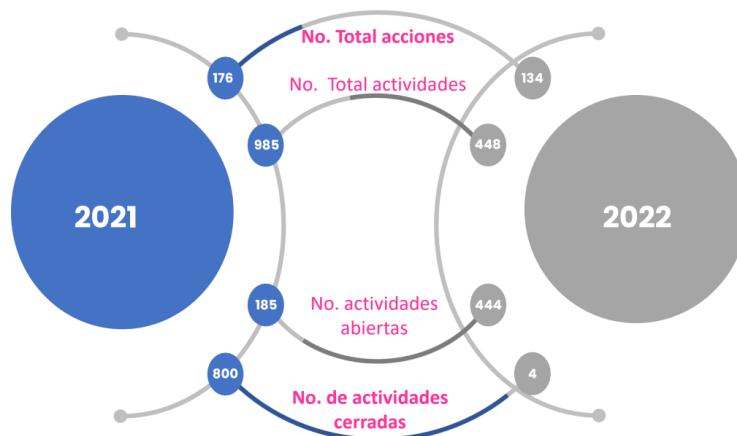 No. Total acciones
176
134
No. Total actividades
985
448
2021
2022
185
No. actividades
abiertas
444
800
No. de actividades
cerradas
4